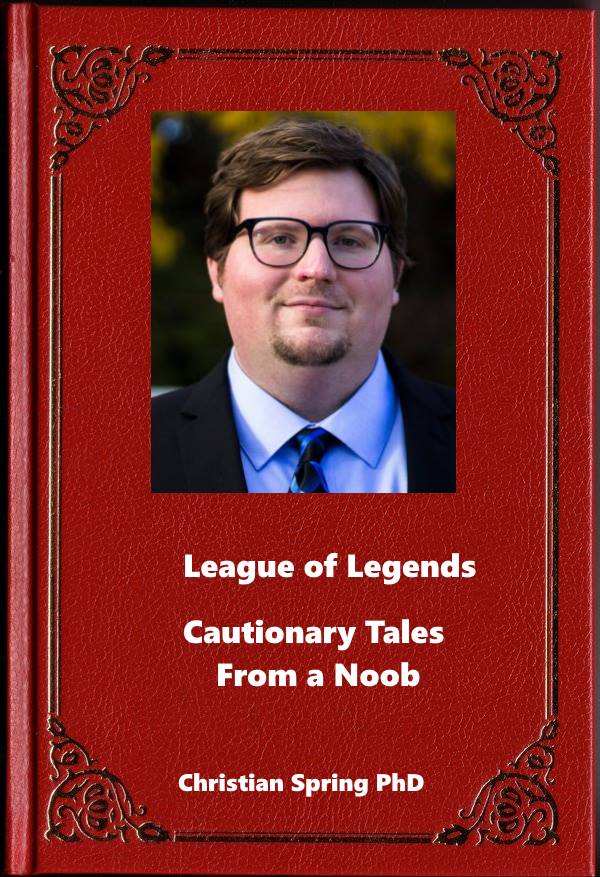 League of Legends
Cautionary Tales
From a Noob
Christian Spring PhD